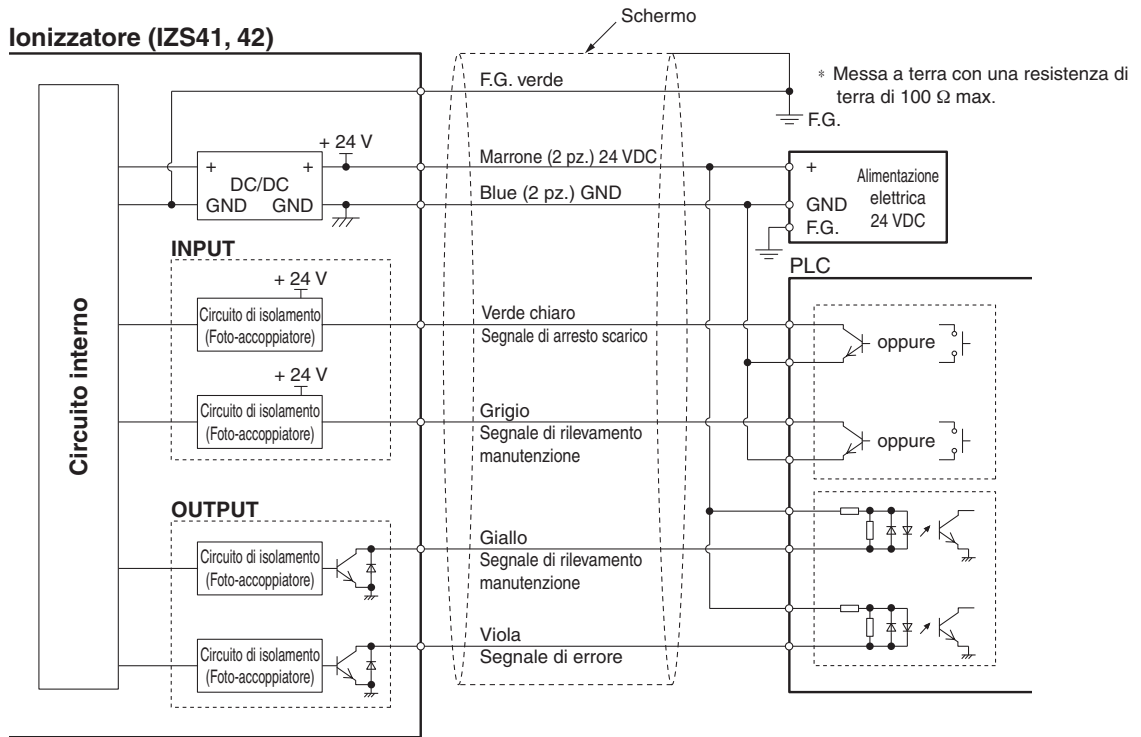 Schermo
Ionizzatore (IZS41, 42)
F.G. verde
* Messa a terra con una resistenza di
terra di 100 Ω max.
F.G.
+ 24 V
Marrone (2 pz.) 24 VDC
+ +
DC/DC
GND GND
Blue (2 pz.) GND
+
GND
F.G.
Alimentazione
elettrica
24 VDC
INPUT
PLC
Circuito interno
+ 24 V
Circuito di isolamento
(Foto-accoppiatore)
Verde chiaro
Segnale di arresto scarico
oppure
+ 24 V
Circuito di isolamento
(Foto-accoppiatore)
Grigio
Segnale di rilevamento
manutenzione
oppure
OUTPUT
Circuito di isolamento
(Foto-accoppiatore)
Giallo
Segnale di rilevamento
manutenzione
Circuito di isolamento
(Foto-accoppiatore)
Viola
Segnale di errore